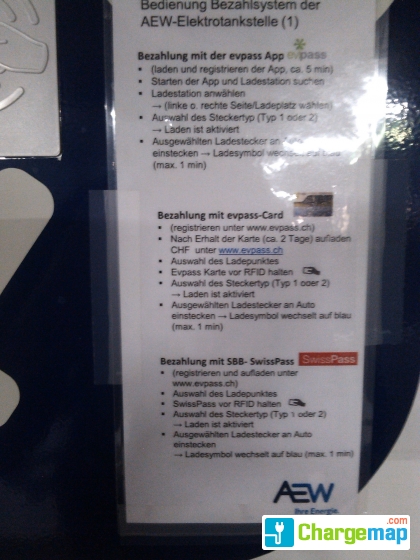 Bedienung Bezahlsystem der
AEW-Elektrotankstelle (1)
Bezahlung mit der evpass App evpass
• (laden und registrieren der App, ca. 5 min)
• Starten der App und Ladestation suchen
• Ladestation anwählen
→ (linke o. rechte Seite/Ladeplatz wählen)
• Auswahl des Steckertyp (Typ 1 oder 2)
→ Laden ist aktiviert
• Ausgewählten Ladestecker an Auto
einstecken → Ladesymbol wechselt auf blau
(max. 1 min)
Bezahlung mit evpass-Card
• (registrieren unter www.evpass.ch)
• Nach Erhalt der Karte (ca. 2 Tage) aufladen
CHF unter www.evpass.ch
• Auswahl des Ladepunktes
• Evpass Karte vor RFID halten
• Auswahl des Steckertyp (Typ 1 oder 2)
→ Laden ist aktiviert
• Ausgewählten Ladestecker an Auto
einstecken → Ladesymbol wechselt auf blau
(max. 1 min)
Bezahlung mit SBB- SwissPass SwissPass
• (registrieren und aufladen unter
www.evpass.ch)
• Auswahl des Ladepunktes
• SwissPass vor RFID halten
• Auswahl des Steckertyp (Typ 1 oder 2)
→ Laden ist aktiviert
• Ausgewählten Ladestecker an Auto
einstecken
→ Ladesymbol wechselt auf blau (max. 1 min)
AEW
Ihre Energie.
Chargemap.com